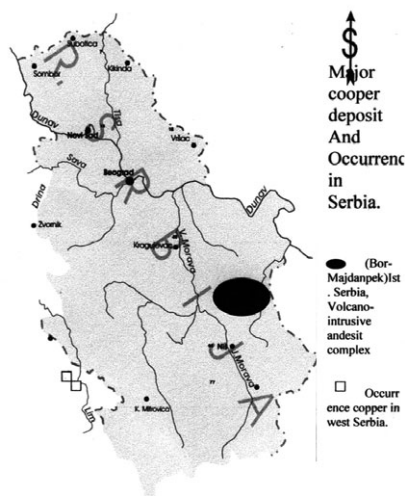 $
Major
cooper
deposit
And
Occurrenc
in
Serbia.
(Bor-
Majdanpek)Ist
. Serbia,
Volcano-
intrusive
andesit
complex
Occurr
ence copper in
west Serbia.
R. SRBIJA
Subotica
Sombor
Kikinda
Dunav
Tisa
Novi Sad
Vrsac
Sava
Beograd
Drina
Dunav
Zvornik
Kragujevac
V. Morava
Niš
J. Morava
Lim
K. Mitrovica